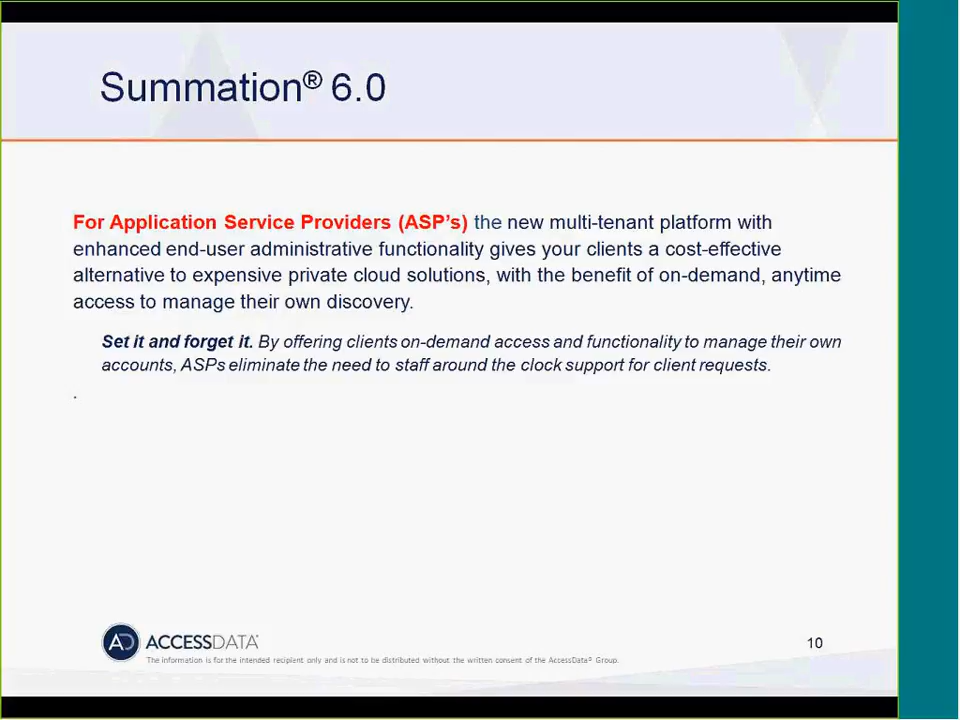 Summation® 6.0
For Application Service Providers (ASP's) the new multi-tenant platform with
enhanced end-user administrative functionality gives your clients a cost-effective
alternative to expensive private cloud solutions, with the benefit of on-demand, anytime
access to manage their own discovery.
Set it and forget it. By offering clients on-demand access and functionality to manage their own
accounts, ASPs eliminate the need to staff around the clock support for client requests.
.
AD ACCESSDATA
10
The information is for the intended recipient only and is not to be distributed without the written consent of the AccessData® Group.